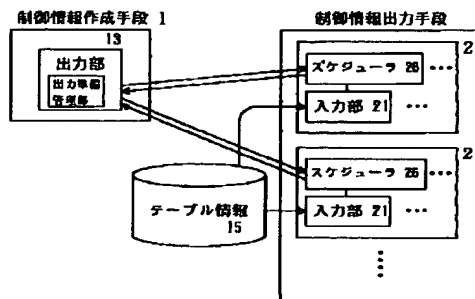 制御情報作成手段 1
13
出力部
出力準備
管理部
制御情報出力手段
2
スケジューラ 26 ・・・
入力部 21 ・・・
2
スケジューラ 26 ・・・
入力部 21 ・・・
テーブル情報
15